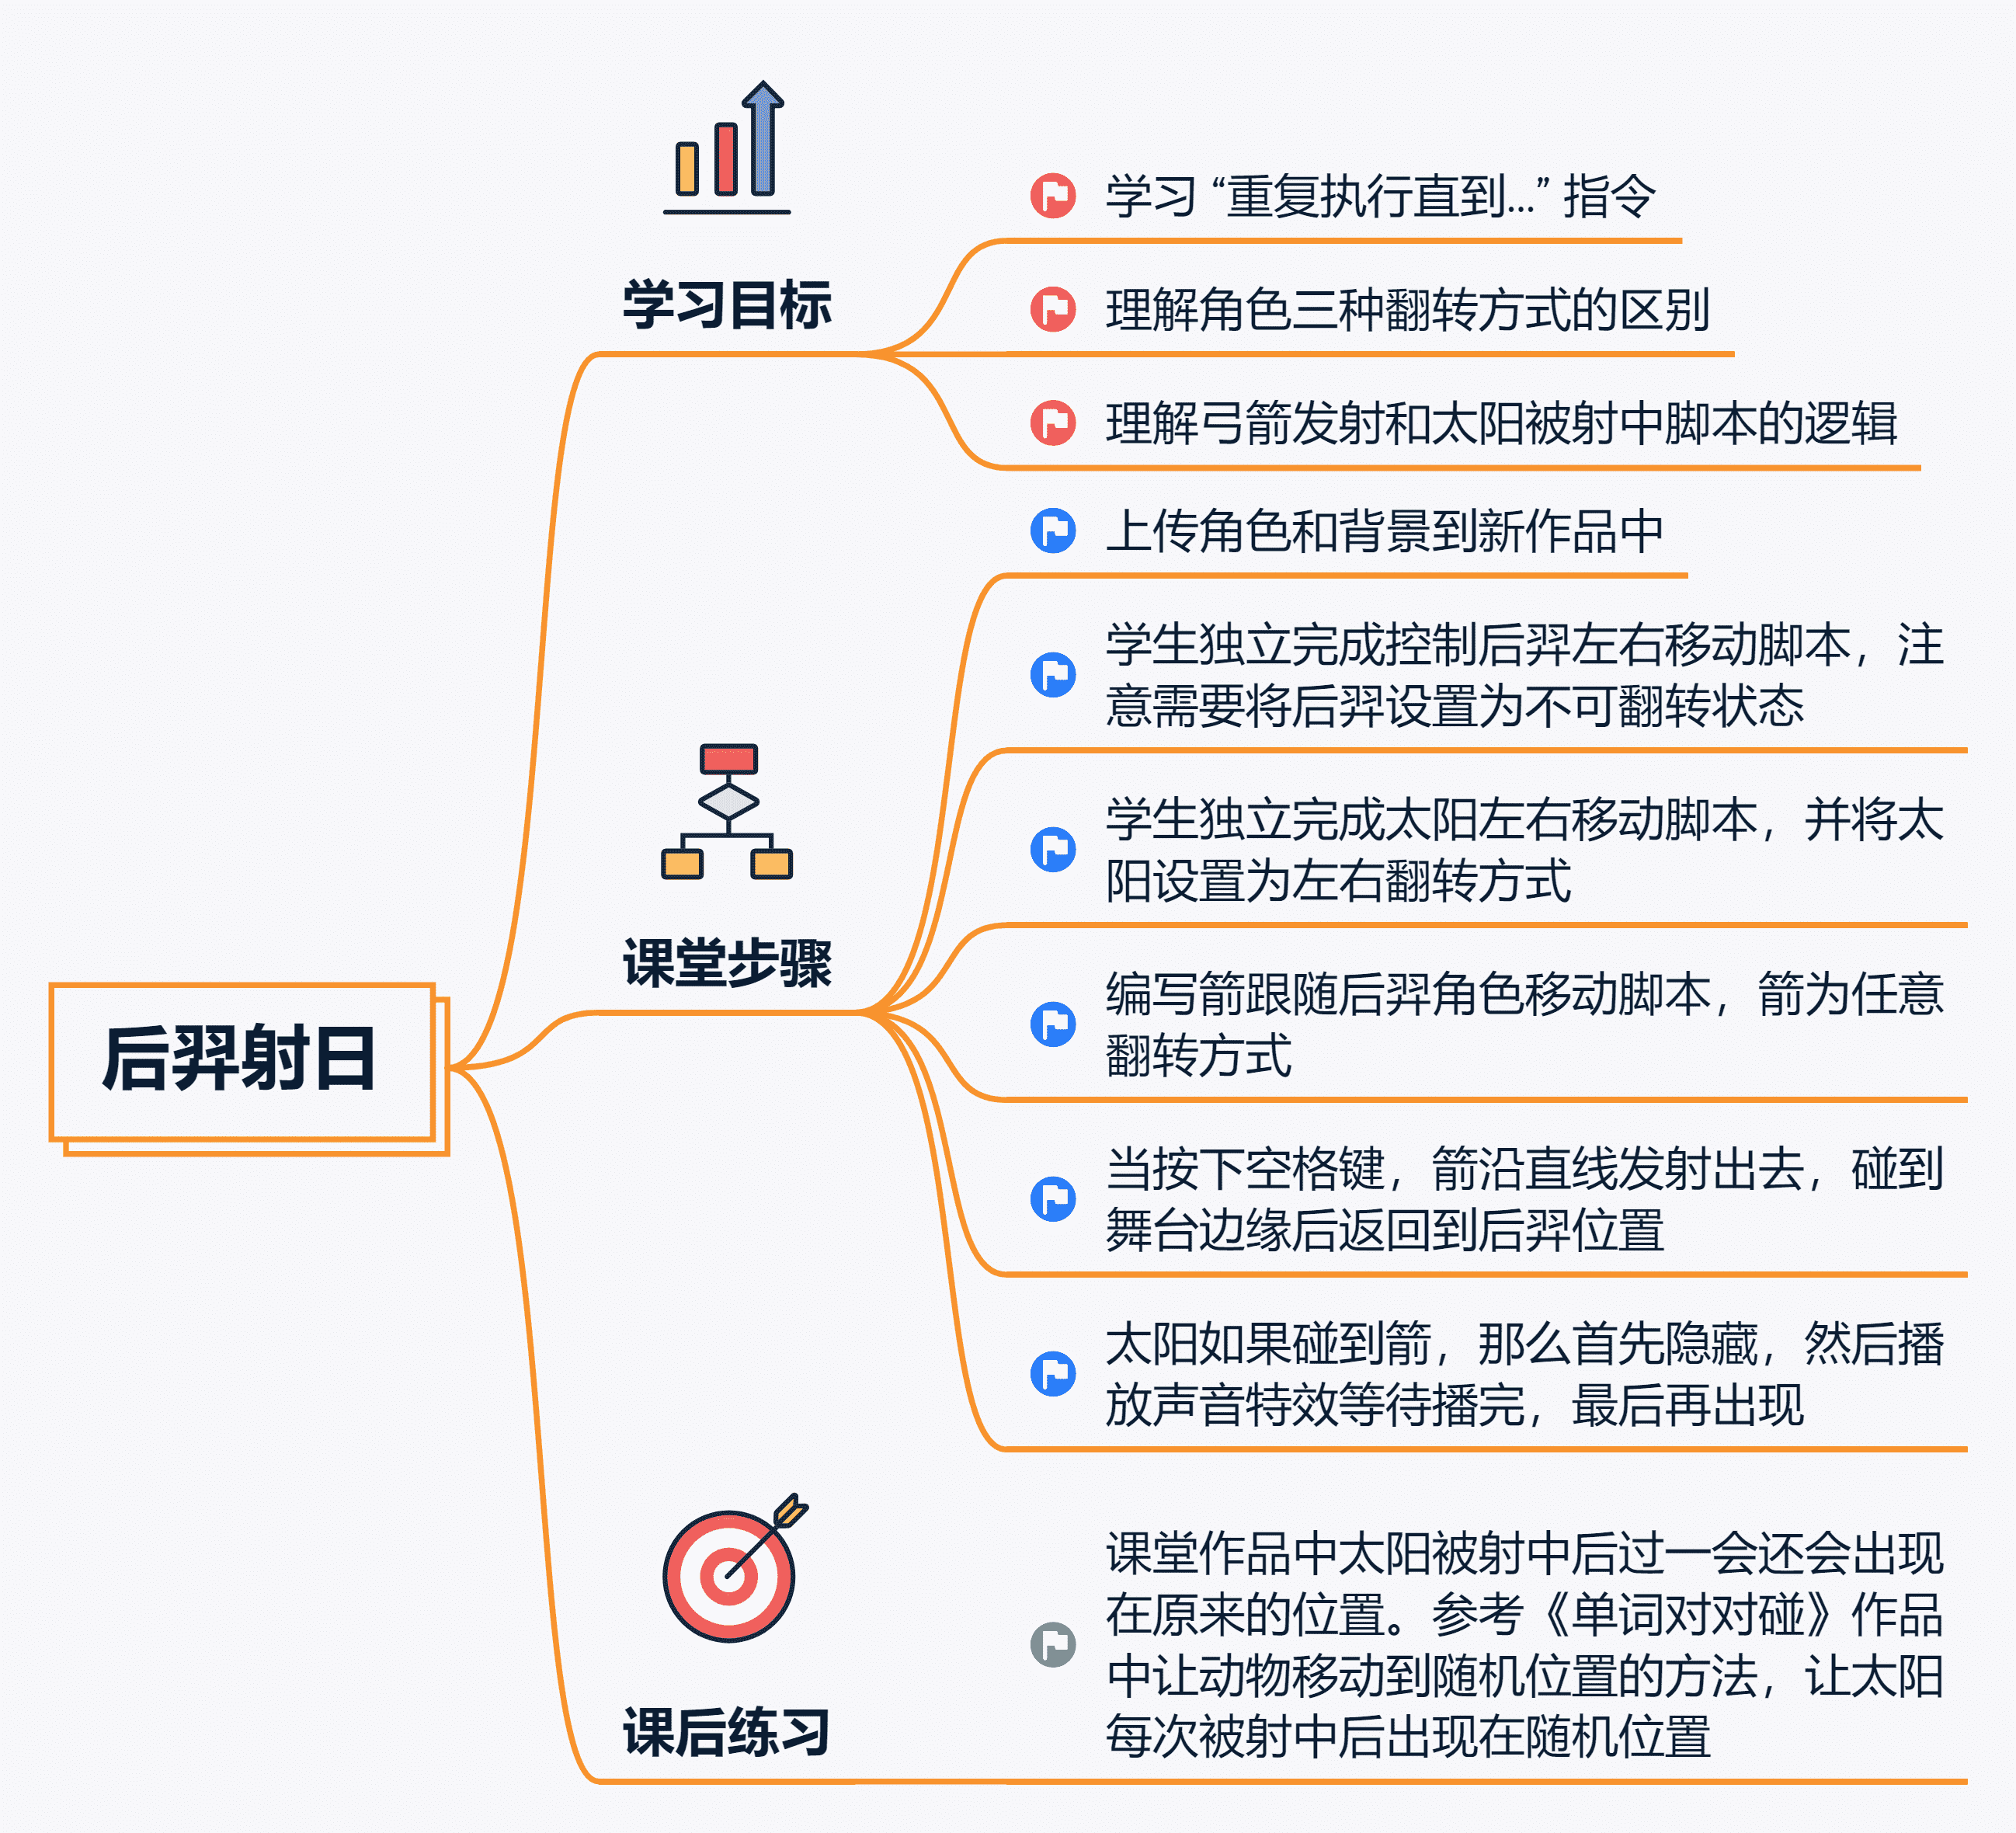 学习目标
学习 “重复执行直到...” 指令
理解角色三种翻转方式的区别
理解弓箭发射和太阳被射中脚本的逻辑
后羿射日
课堂步骤
上传角色和背景到新作品中
学生独立完成控制后羿左右移动脚本，注
意需要将后羿设置为不可翻转状态
学生独立完成太阳左右移动脚本，并将太
阳设置为左右翻转方式
编写箭跟随后羿角色移动脚本，箭为任意
翻转方式
当按下空格键，箭沿直线发射出去，碰到
舞台边缘后返回到后羿位置
太阳如果碰到箭，那么首先隐藏，然后播
放声音特效等待播完，最后再出现
课后练习
课堂作品中太阳被射中后过一会还会出现
在原来的位置。参考《单词对对碰》作品
中让动物移动到随机位置的方法，让太阳
每次被射中后出现在随机位置